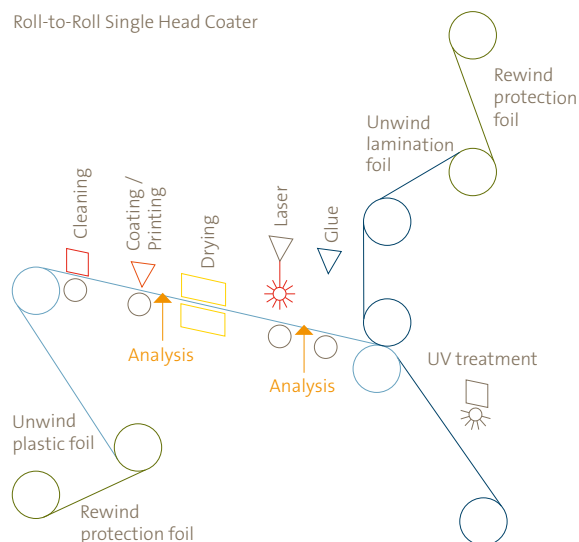 Roll-to-Roll Single Head Coater
Rewind
protection
foil
Unwind
lamination
foil
Cleaning
Coating /
Printing
Drying
Laser
Glue
Analysis
Analysis
UV treatment
Unwind
plastic foil
Rewind
protection foil